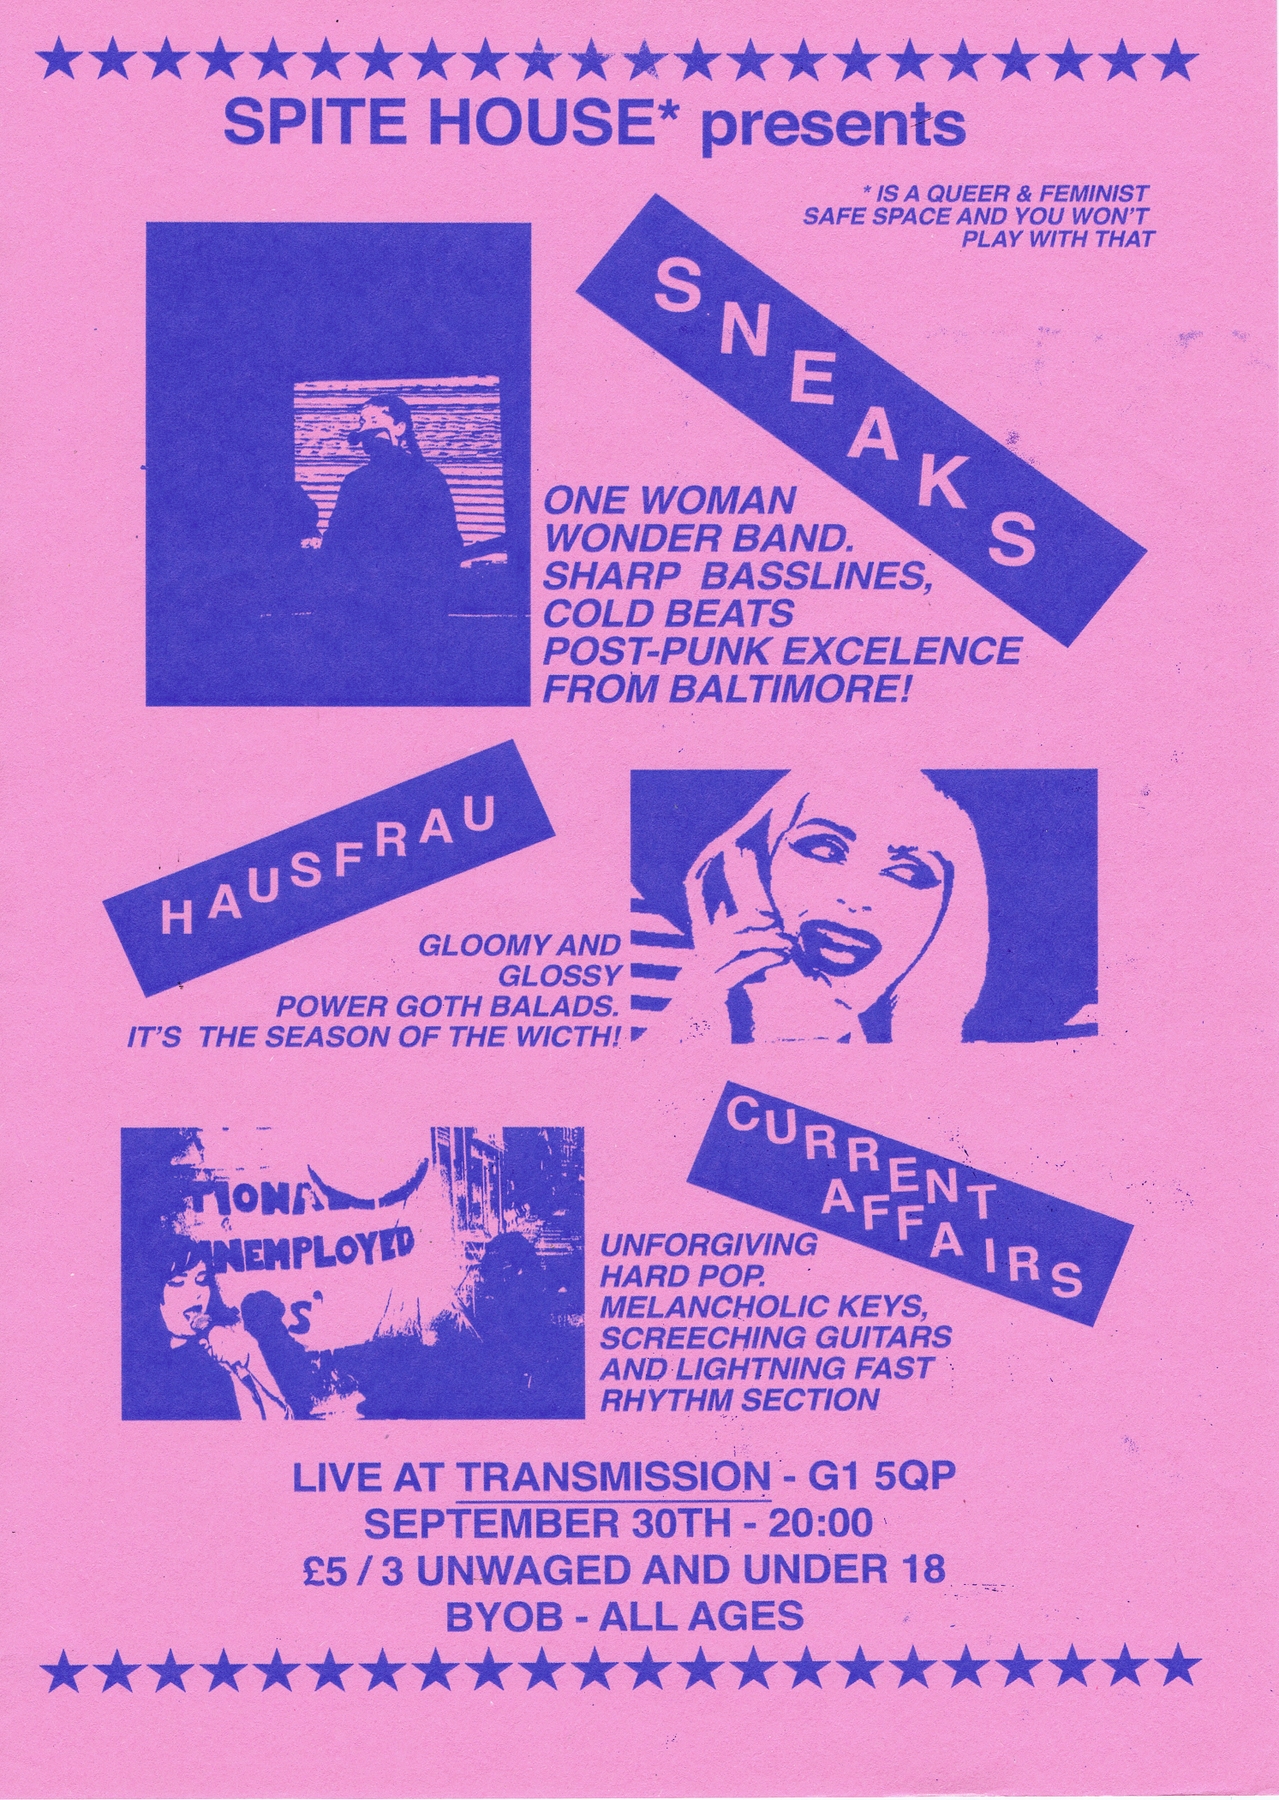 SPITE HOUSE* presents
* IS A QUEER & FEMINIST
SAFE SPACE AND YOU WON'T
PLAY WITH THAT
SNEAKS
ONE WOMAN
WONDER BAND.
SHARP BASSLINES,
COLD BEATS
POST-PUNK EXCELENCE
FROM BALTIMORE!
HAUSFRAU
GLOOMY AND
GLOSSY
POWER GOTH BALADS.
IT'S THE SEASON OF THE WICTH!
CURRENT
AFFAIRS
UNEMPLOYED
UNFORGIVING
HARD POP.
MELANCHOLIC KEYS,
SCREECHING GUITARS
AND LIGHTNING FAST
RHYTHM SECTION
LIVE AT TRANSMISSION - G1 5QP
SEPTEMBER 30TH - 20:00
£5 / 3 UNWAGED AND UNDER 18
BYOB - ALL AGES